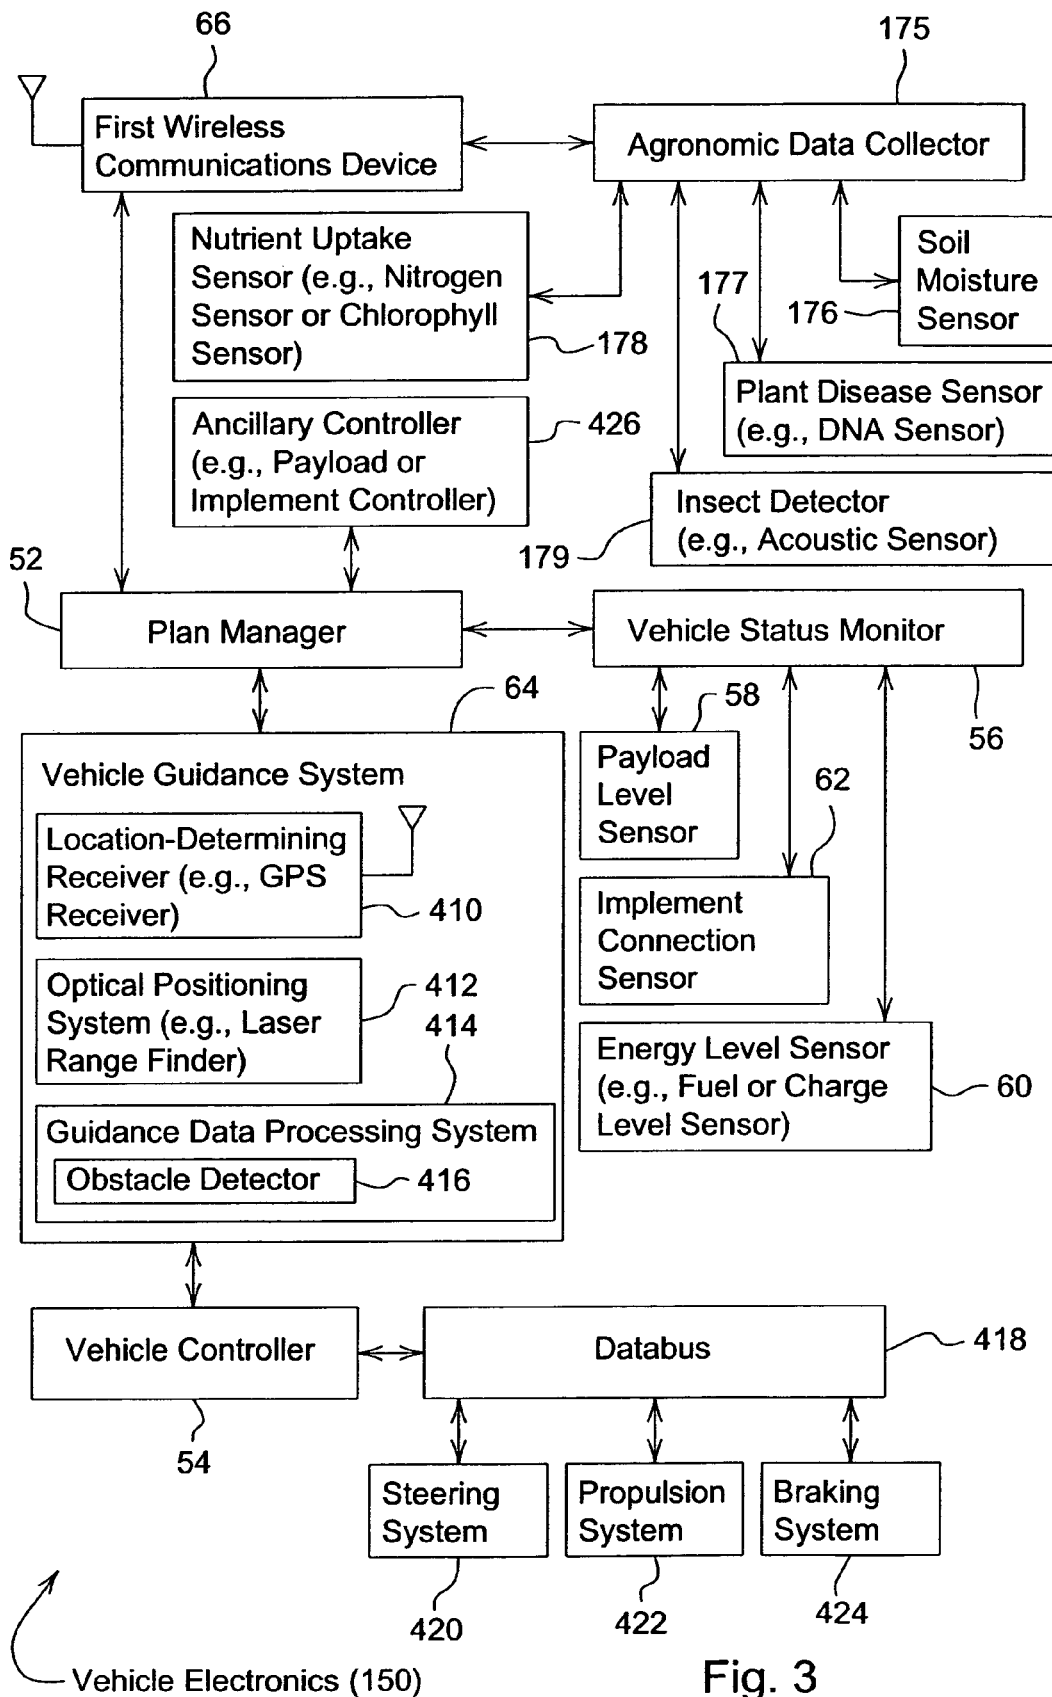 66
175
First Wireless
Communications Device
Agronomic Data Collector
Nutrient Uptake
Sensor (e.g., Nitrogen
Sensor or Chlorophyll
Sensor)
178
Soil
Moisture
Sensor
176
177
Plant Disease Sensor
(e.g., DNA Sensor)
Ancillary Controller
(e.g., Payload or
Implement Controller)
426
Insect Detector
(e.g., Acoustic Sensor)
179
52
Plan Manager
Vehicle Status Monitor
56
64
Vehicle Guidance System
Location-Determining
Receiver (e.g., GPS
Receiver)
410
58
Payload
Level
Sensor
62
Implement
Connection
Sensor
Optical Positioning
System (e.g., Laser
Range Finder)
412
414
Energy Level Sensor
(e.g., Fuel or Charge
Level Sensor)
60
Guidance Data Processing System
Obstacle Detector
416
Vehicle Controller
54
Databus
418
Steering
System
420
Propulsion
System
422
Braking
System
424
Vehicle Electronics (150)
Fig. 3